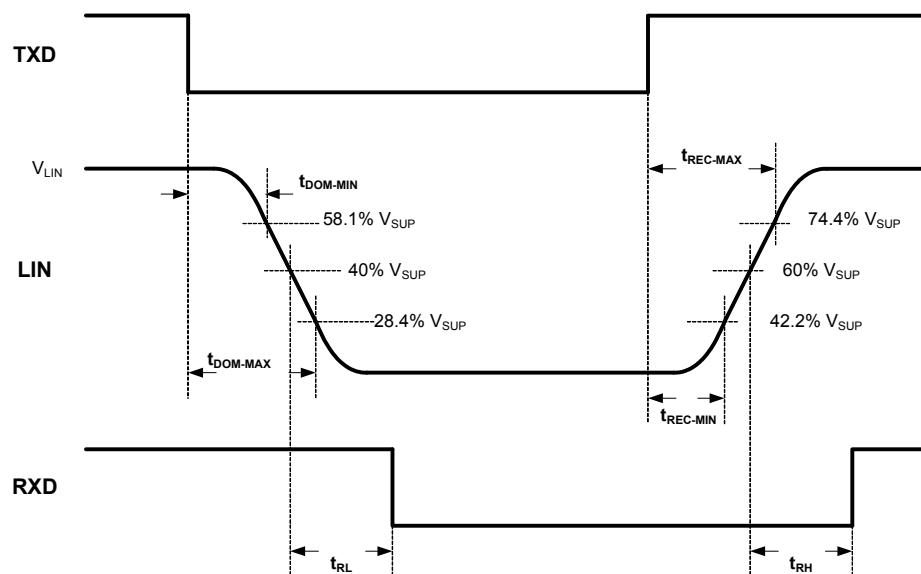 TXD
V_LIN
t_DOM-MIN
t_REC-MAX
58.1% V_SUP
74.4% V_SUP
LIN
40% V_SUP
60% V_SUP
28.4% V_SUP
42.2% V_SUP
t_DOM-MAX
t_REC-MIN
RXD
t_RL
t_RH